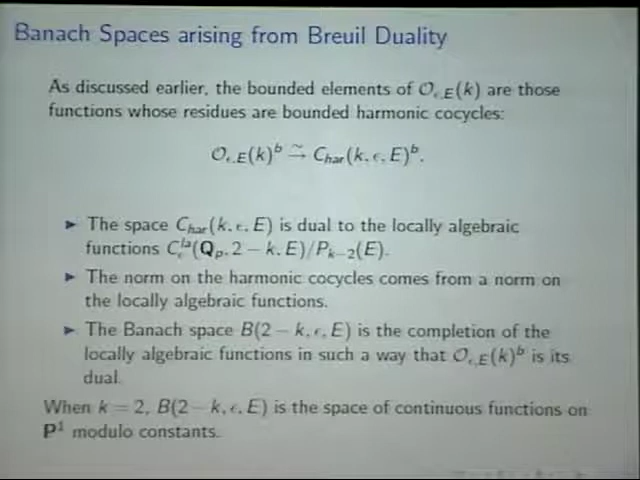 Banach Spaces arising from Breuil Duality
As discussed earlier, the bounded elements of 𝒪_{ϵ,E}(k) are those
functions whose residues are bounded harmonic cocycles:
𝒪_{ϵ,E}(k)^b →̃ C_{har}(k, ϵ, E)^b.
► The space C_{har}(k, ϵ, E) is dual to the locally algebraic
functions C_ϵ^{la}(Q_p, 2 − k, E)/P_{k−2}(E).
► The norm on the harmonic cocycles comes from a norm on
the locally algebraic functions.
► The Banach space B(2 − k, ϵ, E) is the completion of the
locally algebraic functions in such a way that 𝒪_{ϵ,E}(k)^b is its
dual.
When k = 2, B(2 − k, ϵ, E) is the space of continuous functions on
P^1 modulo constants.